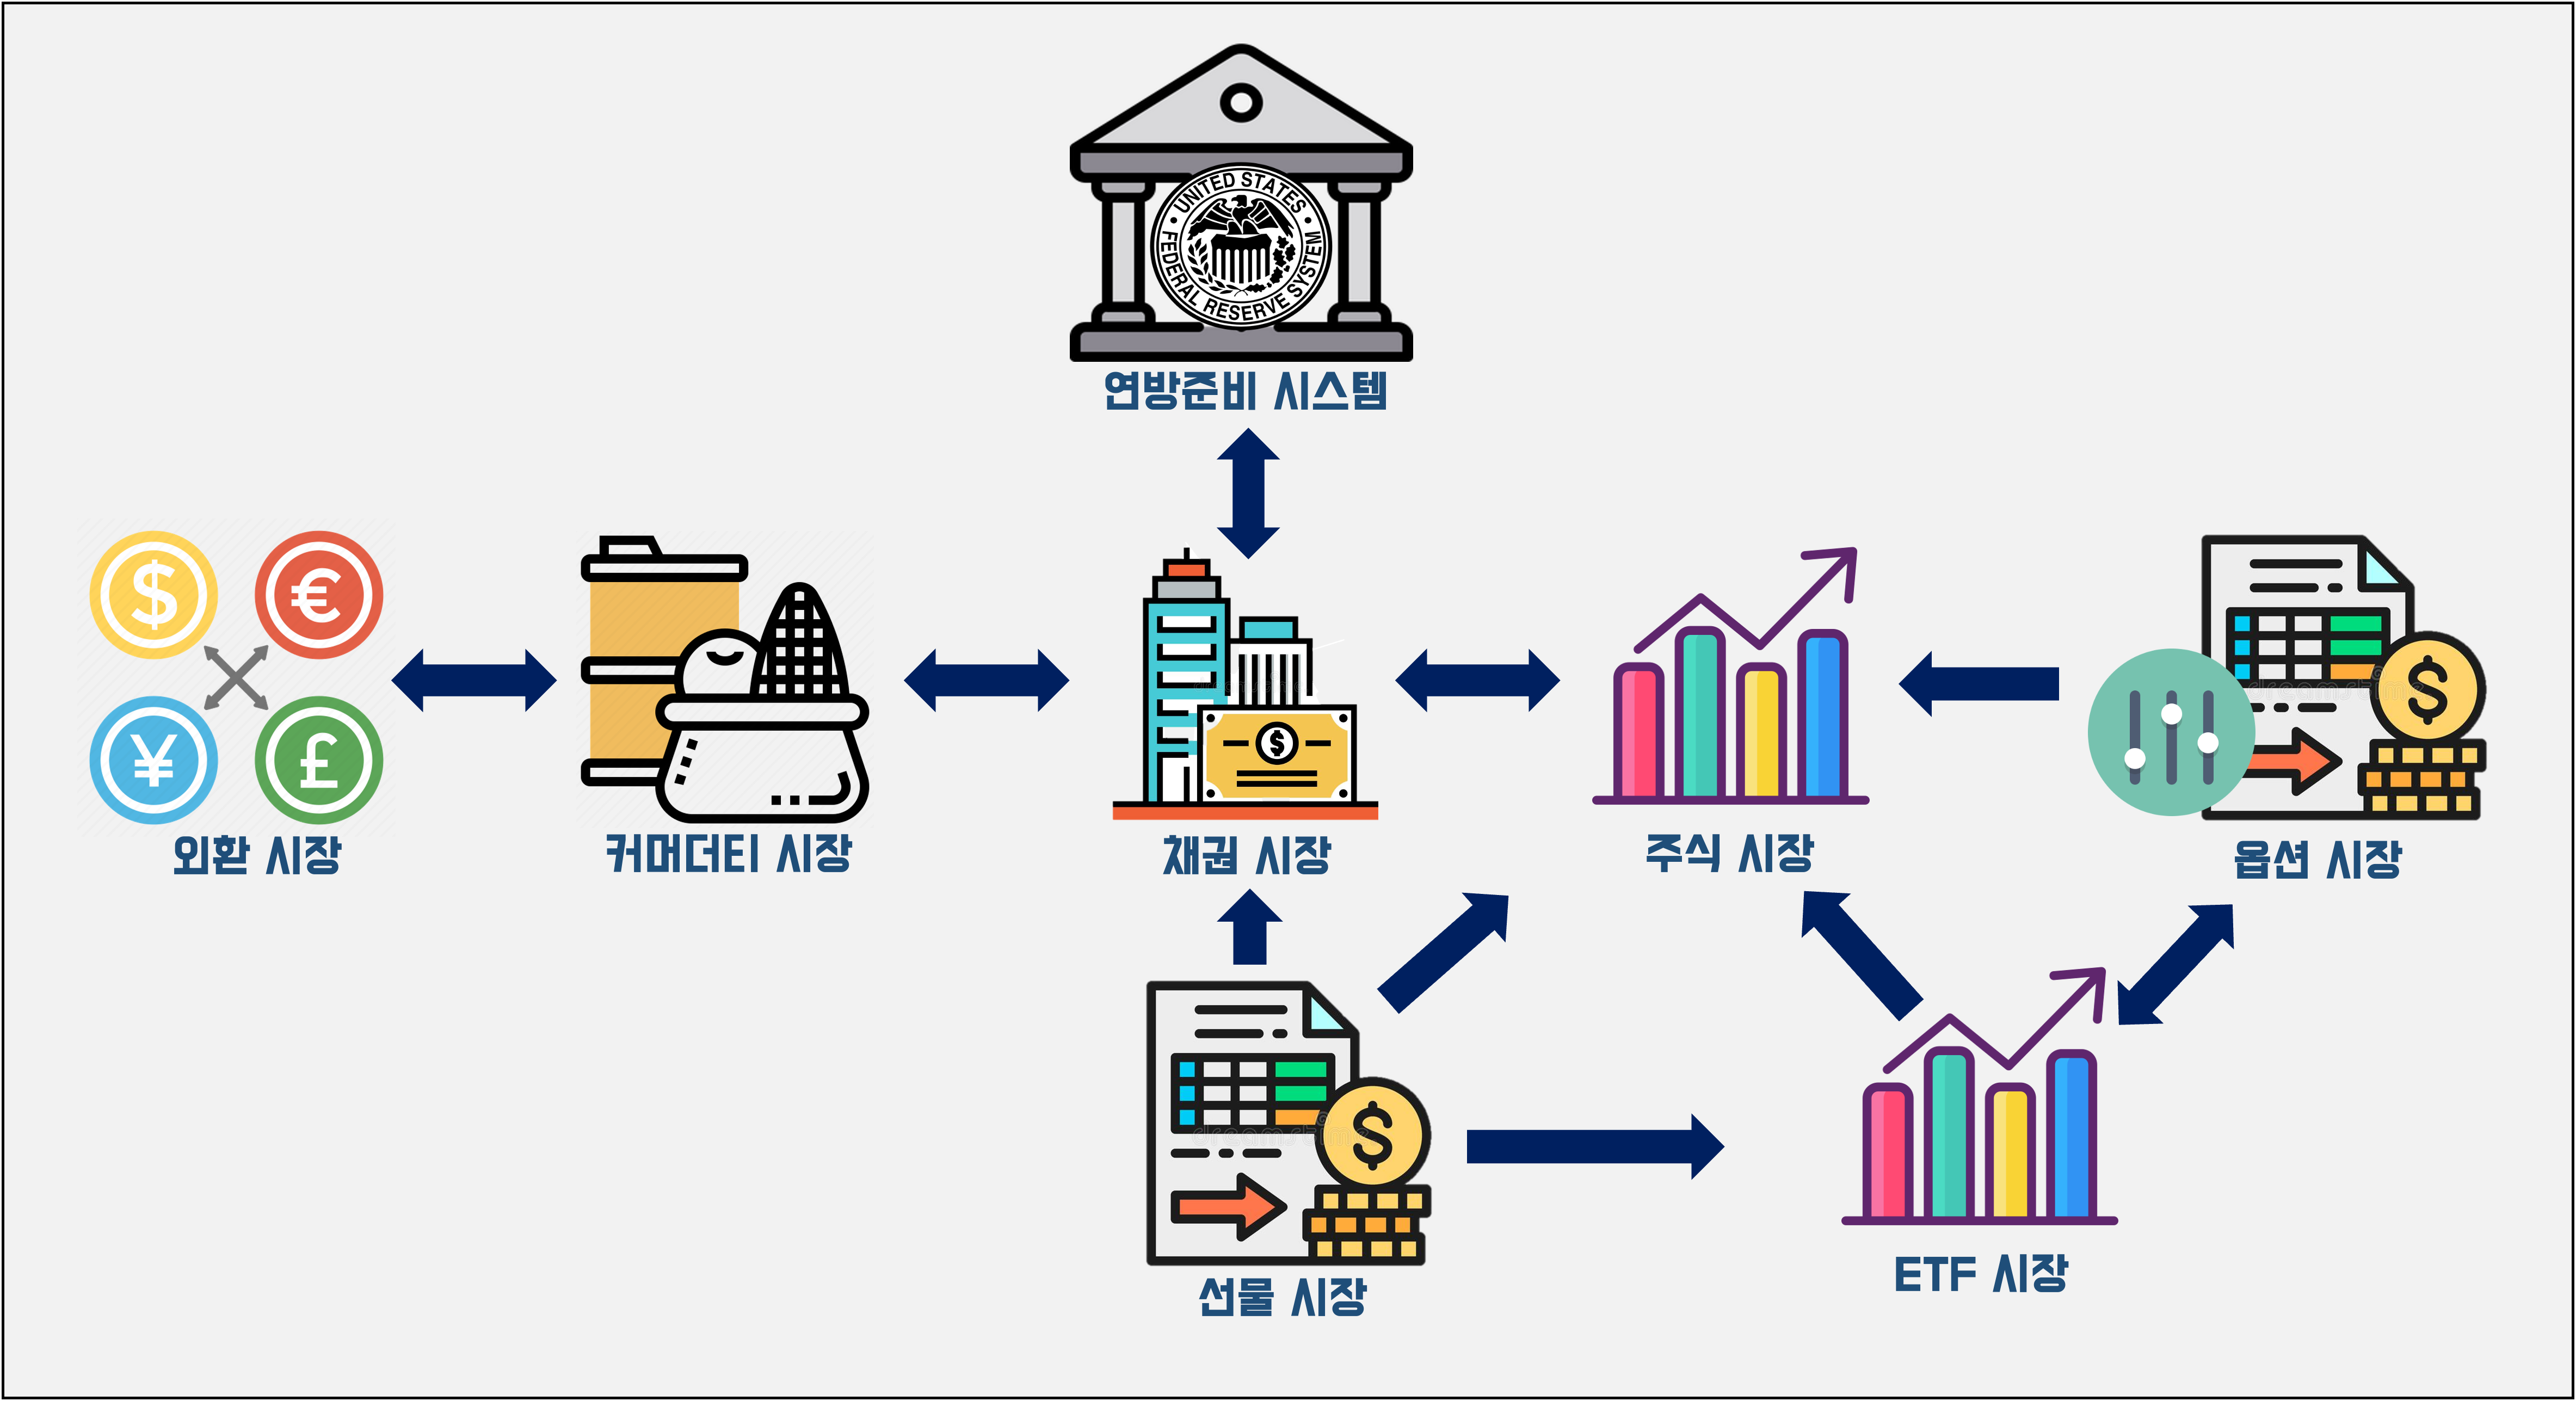 UNITED STATES
FEDERAL RESERVE SYSTEM
연방준비 시스템
$
€
¥
£
$
$
외환 시장
커머더티 시장
채권 시장
주식 시장
옵션 시장
$
선물 시장
ETF 시장